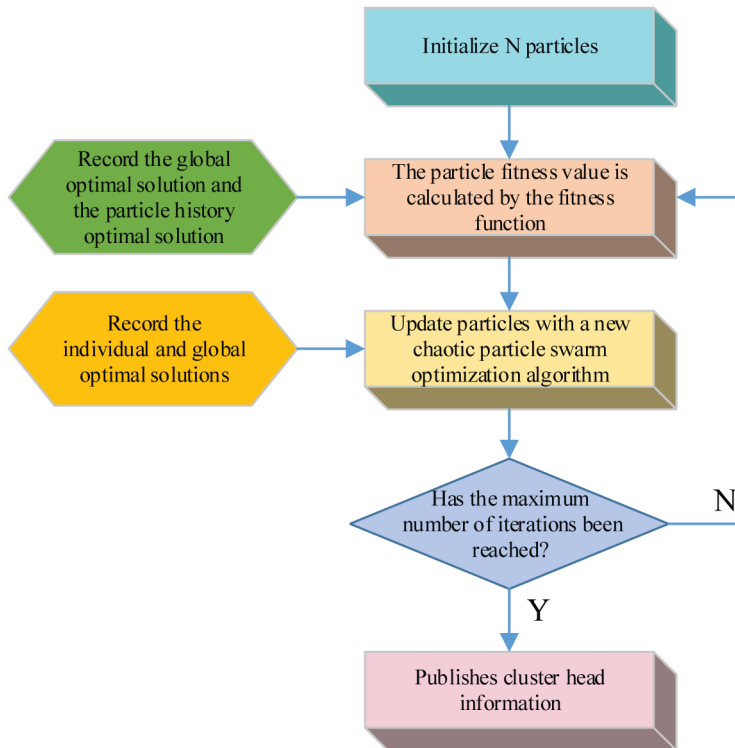 Initialize N particles
Record the global
optimal solution and
the particle history
optimal solution
The particle fitness value is
calculated by the fitness
function
Record the
individual and global
optimal solutions
Update particles with a new
chaotic particle swarm
optimization algorithm
Has the maximum
number of iterations been
reached?
N
Y
Publishes cluster head
information